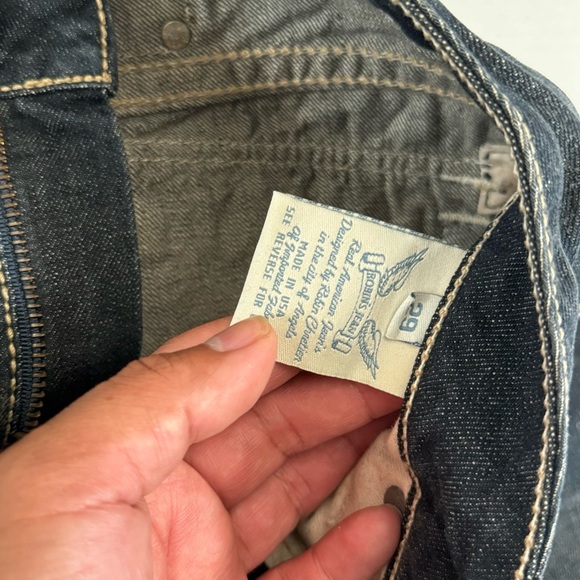 29
ROBIN'S JEAN
Real American Jean's
Designed by Robin Chretien
in the city of Angels
MADE IN USA
of Imported Fabric
SEE REVERSE FOR